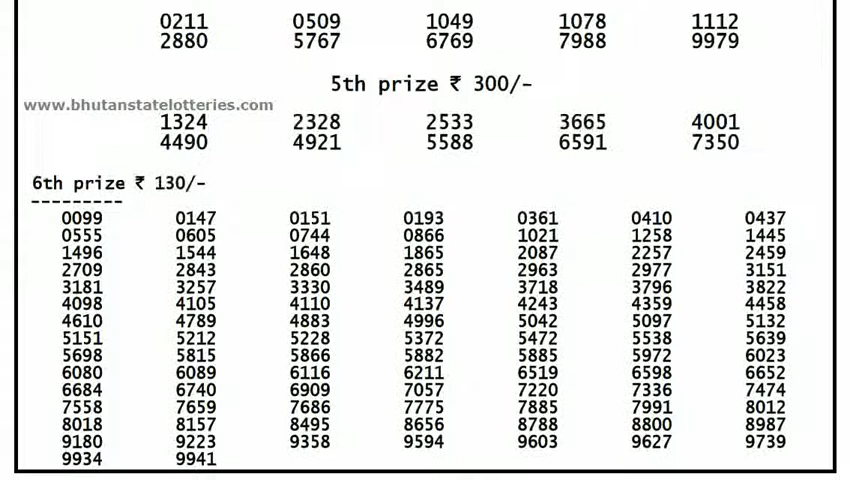 0211 0509 1049 1078 1112
2880 5767 6769 7988 9979
5th prize ₹ 300/-
www.bhutanstatelotteries.com
1324 2328 2533 3665 4001
4490 4921 5588 6591 7350
6th prize ₹ 130/-
---------
0099 0147 0151 0193 0361 0410 0437
0555 0605 0744 0866 1021 1258 1445
1496 1544 1648 1865 2087 2257 2459
2709 2843 2860 2865 2963 2977 3151
3181 3257 3330 3489 3718 3796 3822
4098 4105 4110 4137 4243 4359 4458
4610 4789 4883 4996 5042 5097 5132
5151 5212 5228 5372 5472 5538 5639
5698 5815 5866 5882 5885 5972 6023
6080 6089 6116 6211 6519 6598 6652
6684 6740 6909 7057 7220 7336 7474
7558 7659 7686 7775 7885 7991 8012
8018 8157 8495 8656 8788 8800 8987
9180 9223 9358 9594 9603 9627 9739
9934 9941